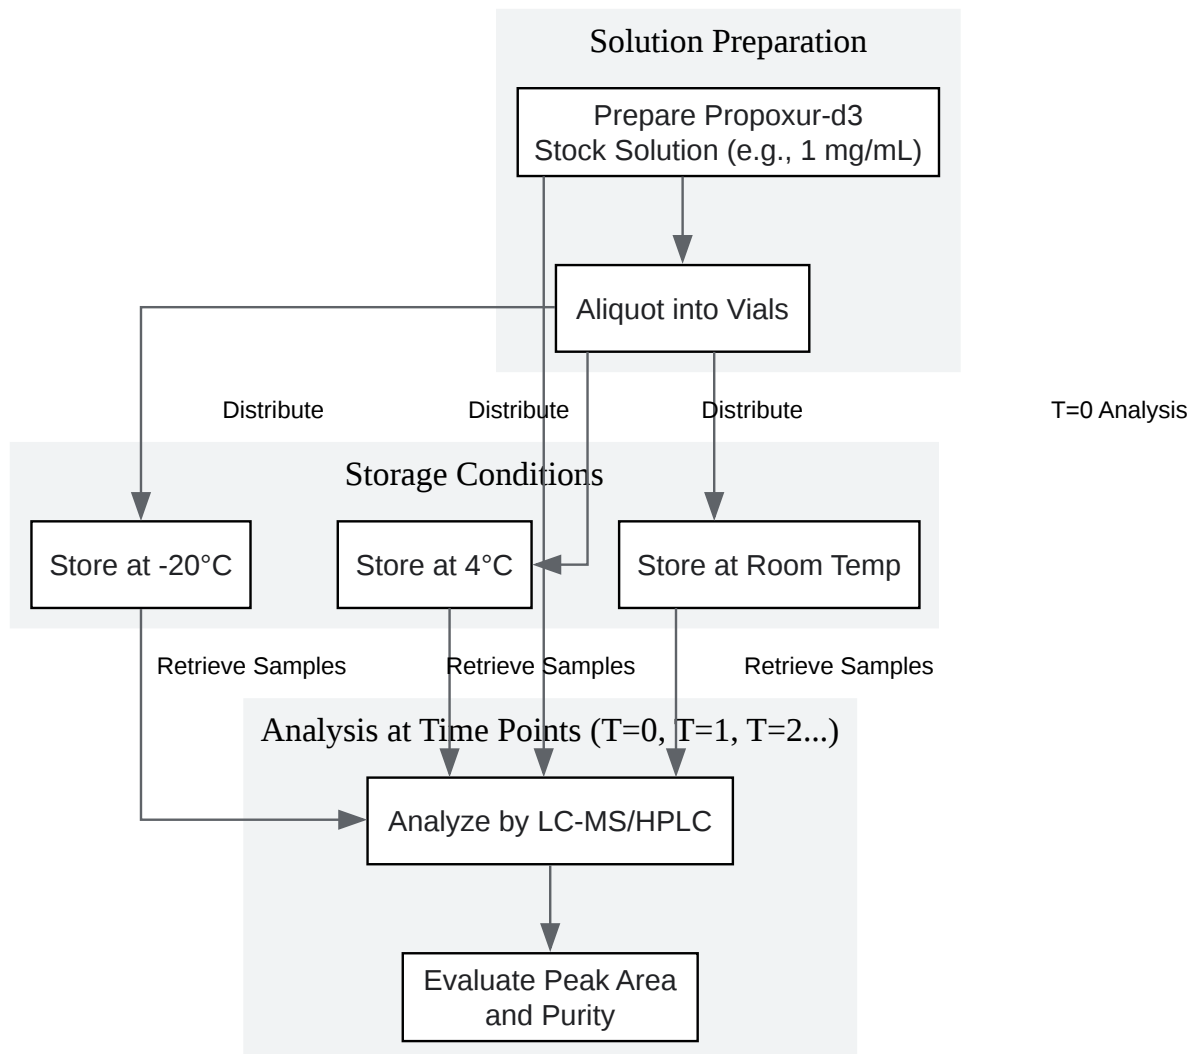 Solution Preparation
Prepare Propoxur-d3
Stock Solution (e.g., 1 mg/mL)
Aliquot into Vials
Distribute
Distribute
Distribute
T=0 Analysis
Storage Conditions
Store at -20°C
Store at 4°C
Store at Room Temp
Retrieve Samples
Retrieve Samples
Retrieve Samples
Analysis at Time Points (T=0, T=1, T=2...)
Analyze by LC-MS/HPLC
Evaluate Peak Area
and Purity